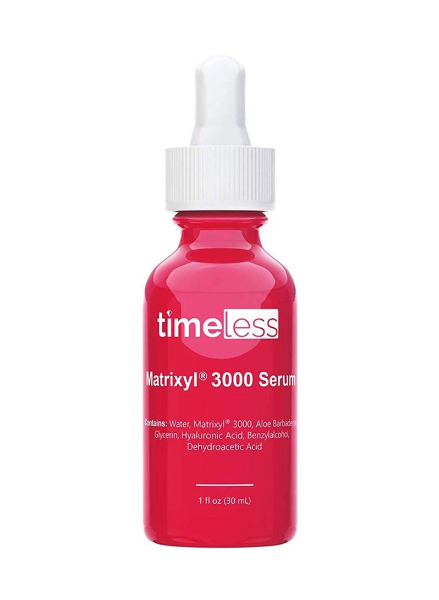 timeless
Matrixyl® 3000 Serum
Contains: Water, Matrixyl® 3000, Aloe
Glycerin, Hyaluronic Acid, Benzylalcohol,
Dehydroacetic Acid
1 fl oz (30 mL)